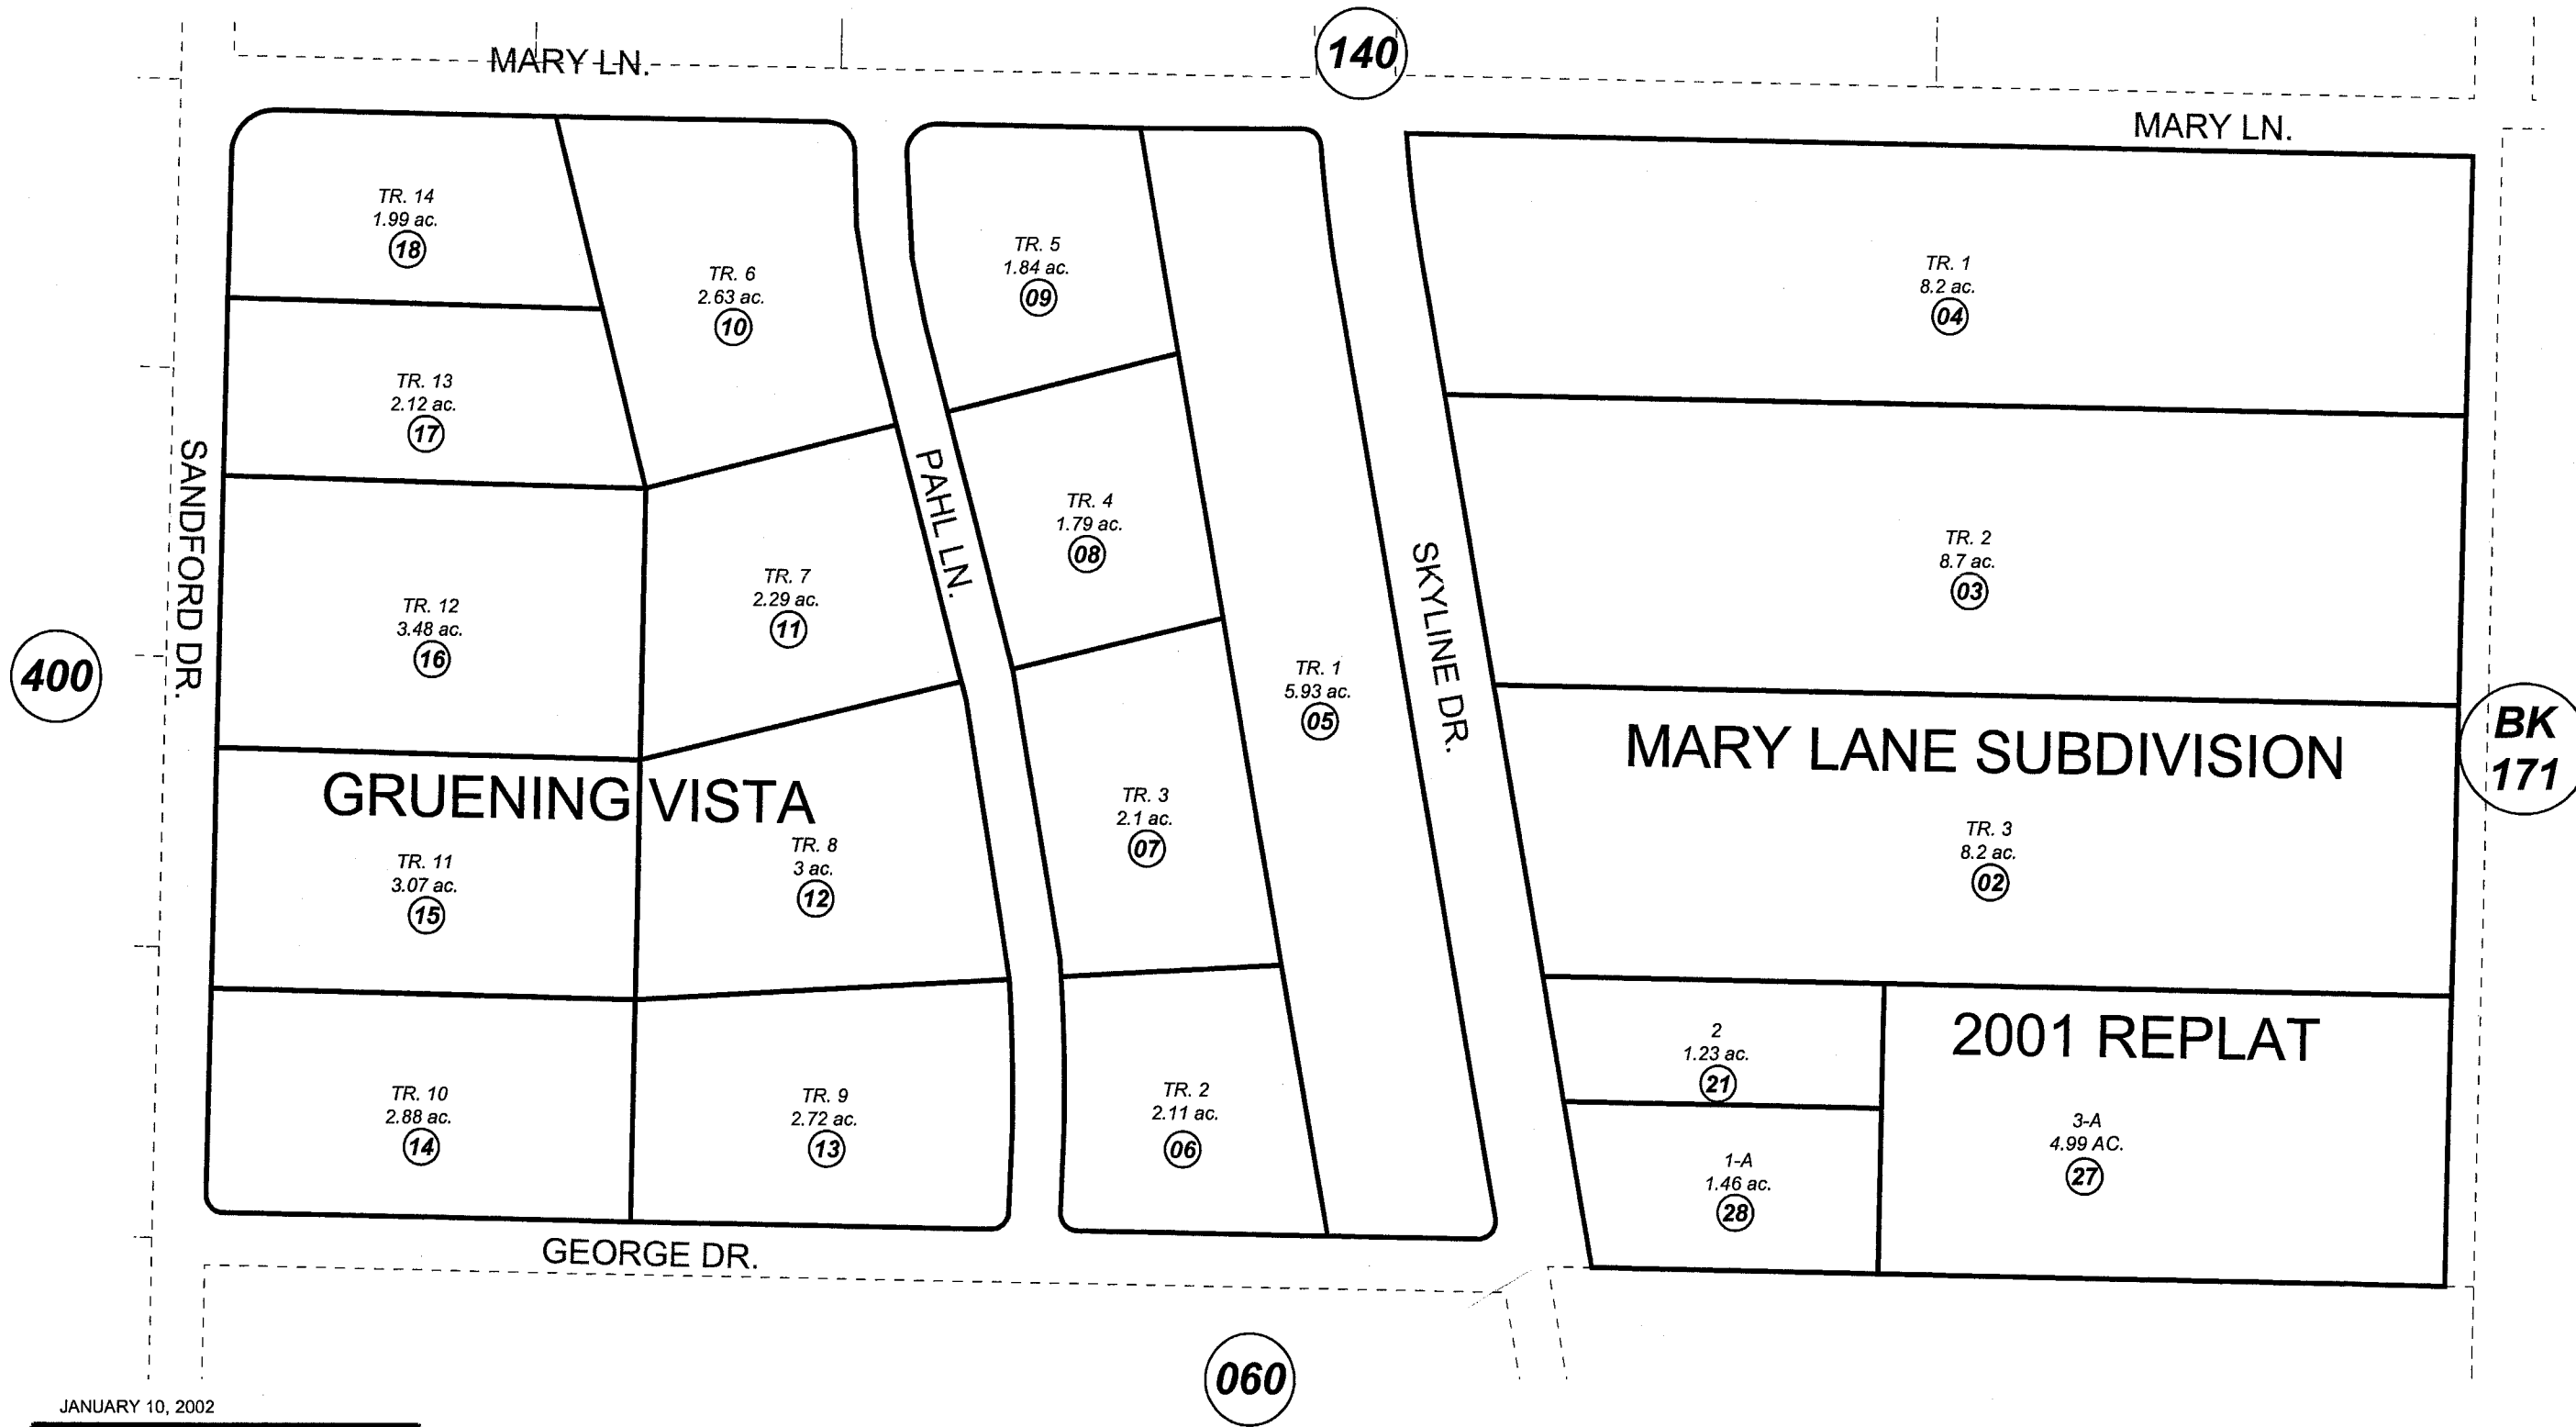 140
MARY LN.
MARY LN.
TR. 14
1.99 ac.
18
TR. 6
2.63 ac.
10
TR. 5
1.84 ac.
09
TR. 1
8.2 ac.
04
TR. 13
2.12 ac.
17
SANDFORD DR.
PAHL LN.
TR. 4
1.79 ac.
08
SKYLINE DR.
TR. 2
8.7 ac.
03
TR. 12
3.48 ac.
16
TR. 7
2.29 ac.
11
400
TR. 1
5.93 ac.
05
BK
171
MARY LANE SUBDIVISION
GRUENING VISTA
TR. 3
2.1 ac.
07
TR. 3
8.2 ac.
02
TR. 11
3.07 ac.
15
TR. 8
3 ac.
12
2001 REPLAT
2
1.23 ac.
21
TR. 10
2.88 ac.
14
TR. 9
2.72 ac.
13
TR. 2
2.11 ac.
06
3-A
4.99 AC.
27
1-A
1.46 ac.
28
GEORGE DR.
060
JANUARY 10, 2002